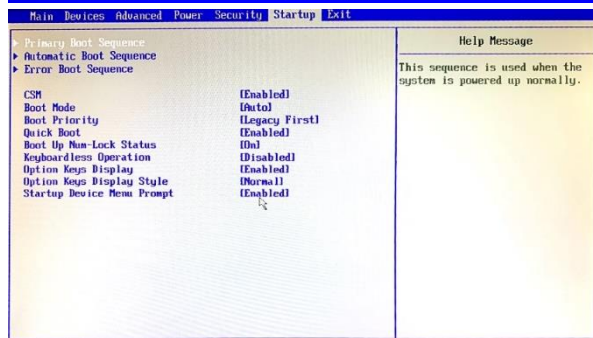 Main Devices Advanced Power Security Startup Exit
Primary Boot Sequence
Automatic Boot Sequence
Error Boot Sequence
CSM [Enabled]
Boot Mode [Auto]
Boot Priority [Legacy First]
Quick Boot [Enabled]
Boot Up Num-Lock Status [On]
Keyboardless Operation [Disabled]
Option Keys Display [Enabled]
Option Keys Display Style [Normal]
Startup Device Menu Prompt [Enabled]
Help Message
This sequence is used when the
system is powered up normally.